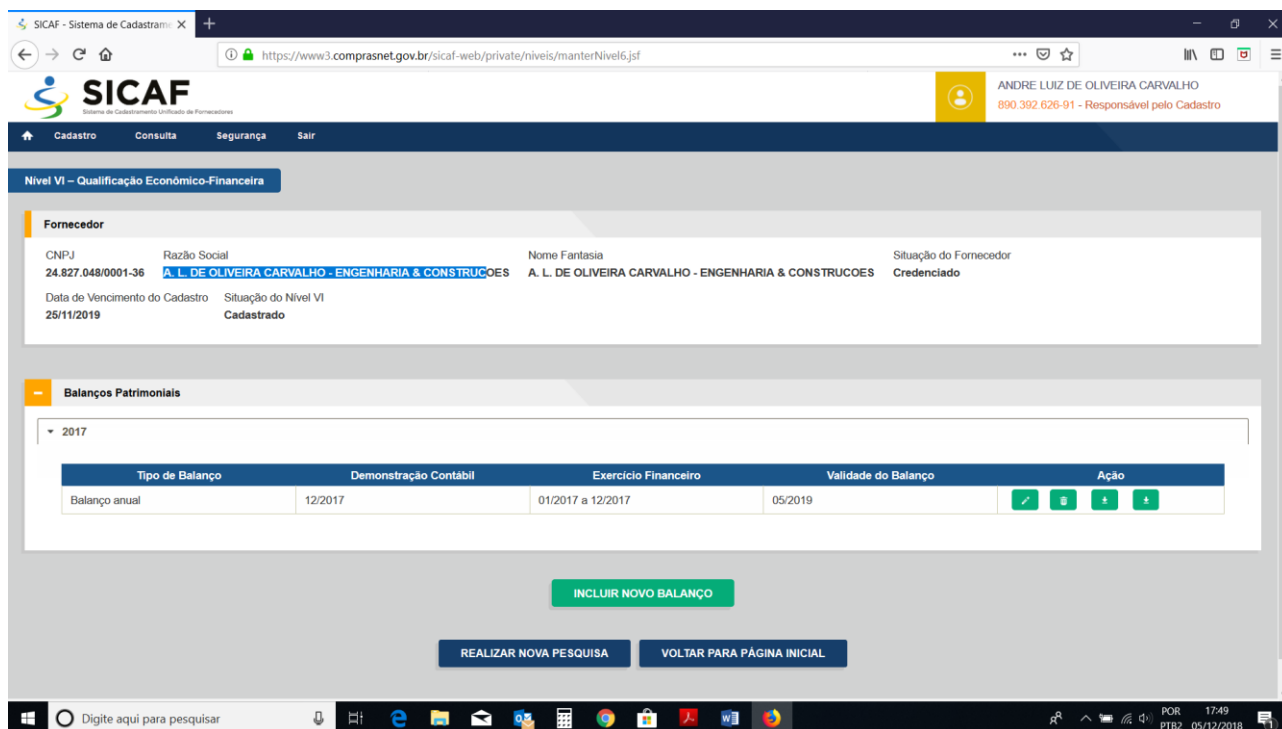 SICAF - Sistema de Cadastrame
https://www3.comprasnet.gov.br/sicaf-web/private/niveis/manterNivel6.jsf
SICAF
Sistema de Cadastramento Unificado de Fornecedores
ANDRE LUIZ DE OLIVEIRA CARVALHO
890.392.626-91 - Responsável pelo Cadastro
Cadastro Consulta Segurança Sair
Nível VI – Qualificação Econômico-Financeira
Fornecedor
CNPJ Razão Social Nome Fantasia Situação do Fornecedor
24.827.048/0001-36 A. L. DE OLIVEIRA CARVALHO - ENGENHARIA & CONSTRUCOES A. L. DE OLIVEIRA CARVALHO - ENGENHARIA & CONSTRUCOES Credenciado
Data de Vencimento do Cadastro Situação do Nível VI
25/11/2019 Cadastrado
Balanços Patrimoniais
2017
Tipo de Balanço Demonstração Contábil Exercício Financeiro Validade do Balanço Ação
Balanço anual 12/2017 01/2017 a 12/2017 05/2019
INCLUIR NOVO BALANÇO
REALIZAR NOVA PESQUISA VOLTAR PARA PÁGINA INICIAL
Digite aqui para pesquisar
POR 17:49
PTB2 05/12/2018